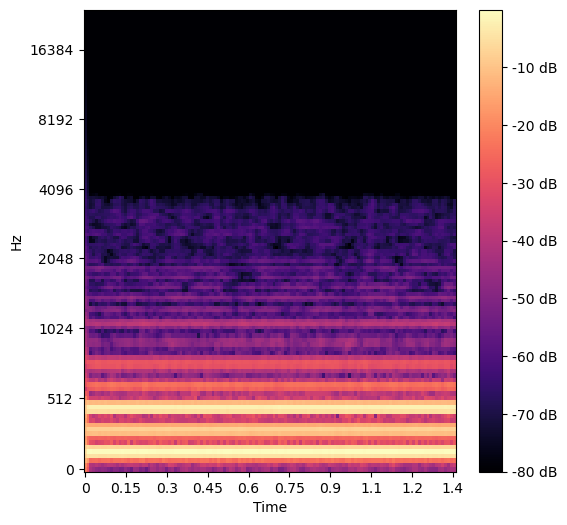 16384
8192
4096
2048
1024
512
0
Hz
0 0.15 0.3 0.45 0.6 0.75 0.9 1.1 1.2 1.4
Time
-10 dB
-20 dB
-30 dB
-40 dB
-50 dB
-60 dB
-70 dB
-80 dB